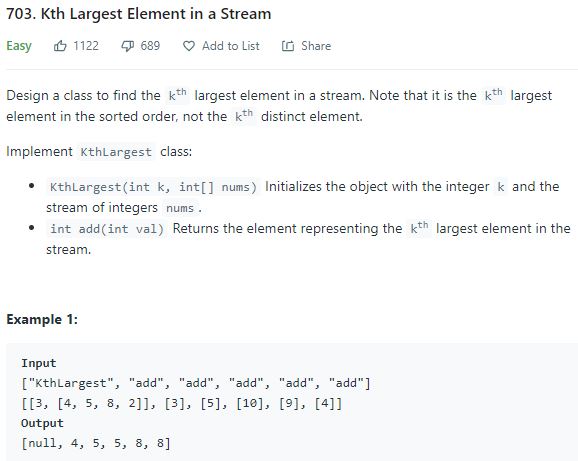 703. Kth Largest Element in a Stream
Easy 1122 689 Add to List Share
Design a class to find the kth largest element in a stream. Note that it is the kth largest
element in the sorted order, not the kth distinct element.
Implement KthLargest class:
• KthLargest(int k, int[] nums) Initializes the object with the integer k and the
stream of integers nums .
• int add(int val) Returns the element representing the kth largest element in the
stream.
Example 1:
Input
["KthLargest", "add", "add", "add", "add", "add"]
[[3, [4, 5, 8, 2]], [3], [5], [10], [9], [4]]
Output
[null, 4, 5, 5, 8, 8]